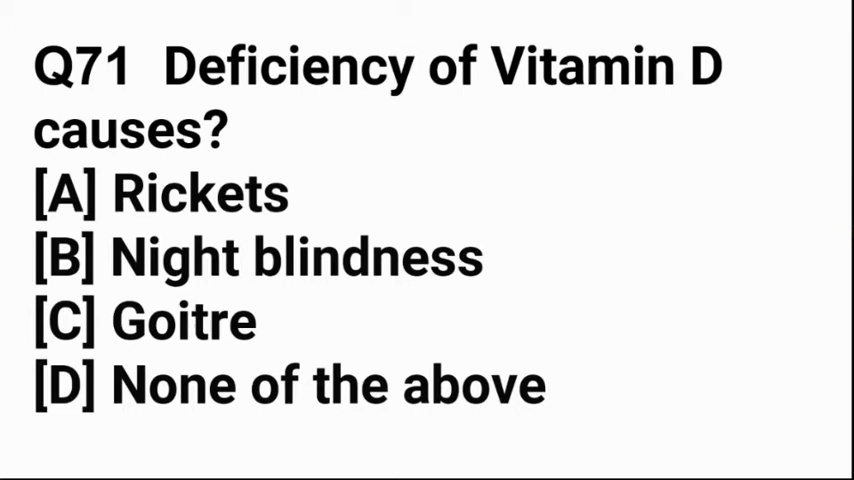 Q71 Deficiency of Vitamin D
causes?
[A] Rickets
[B] Night blindness
[C] Goitre
[D] None of the above